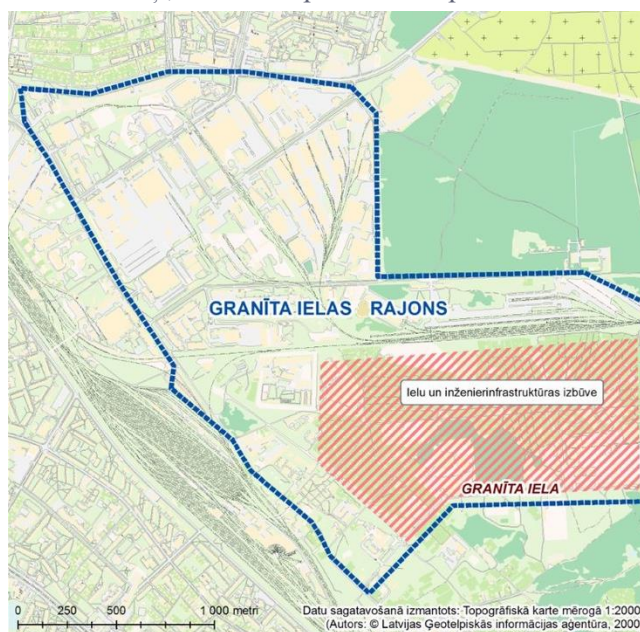 GRANĪTA IELAS RAJONS
Ielu un inženierinfrastruktūras izbūve
GRANĪTA IELA
0 250 500 1 000 metri
Datu sagatavošanā izmantots: Topogrāfiskā karte mērogā 1:2000
(Autors: © Latvijas Ģeotelpiskās informācijas aģentūra, 2000